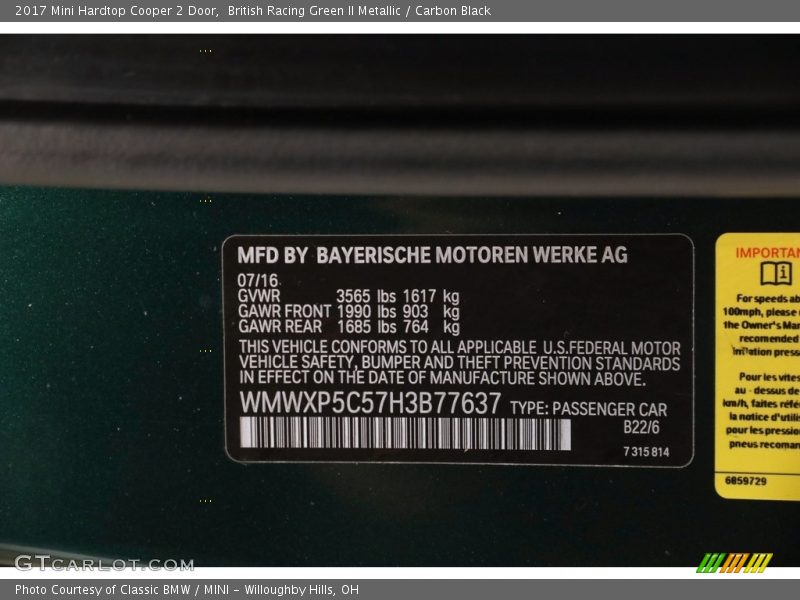 2017 Mini Hardtop Cooper 2 Door,  British Racing Green II Metallic / Carbon Black
MFD BY BAYERISCHE MOTOREN WERKE AG
07/16
GVWR 3565 lbs 1617 kg
GAWR FRONT 1990 lbs 903 kg
GAWR REAR 1685 lbs 764 kg
THIS VEHICLE CONFORMS TO ALL APPLICABLE U.S.FEDERAL MOTOR
VEHICLE SAFETY, BUMPER AND THEFT PREVENTION STANDARDS
IN EFFECT ON THE DATE OF MANUFACTURE SHOWN ABOVE.
WMWXP5C57H3B77637 TYPE: PASSENGER CAR
B22/6
7 315 814
IMPORTAN
For speeds ab
100mph, please
the Owner's Man
recomended
inflation press
Pour les vites
au - dessus de
km/h, faites réfé
la notice d'utilis
pour les pression
pneus recoman
6859729
GTCARLOT.COM
Photo Courtesy of Classic BMW / MINI - Willoughby Hills, OH